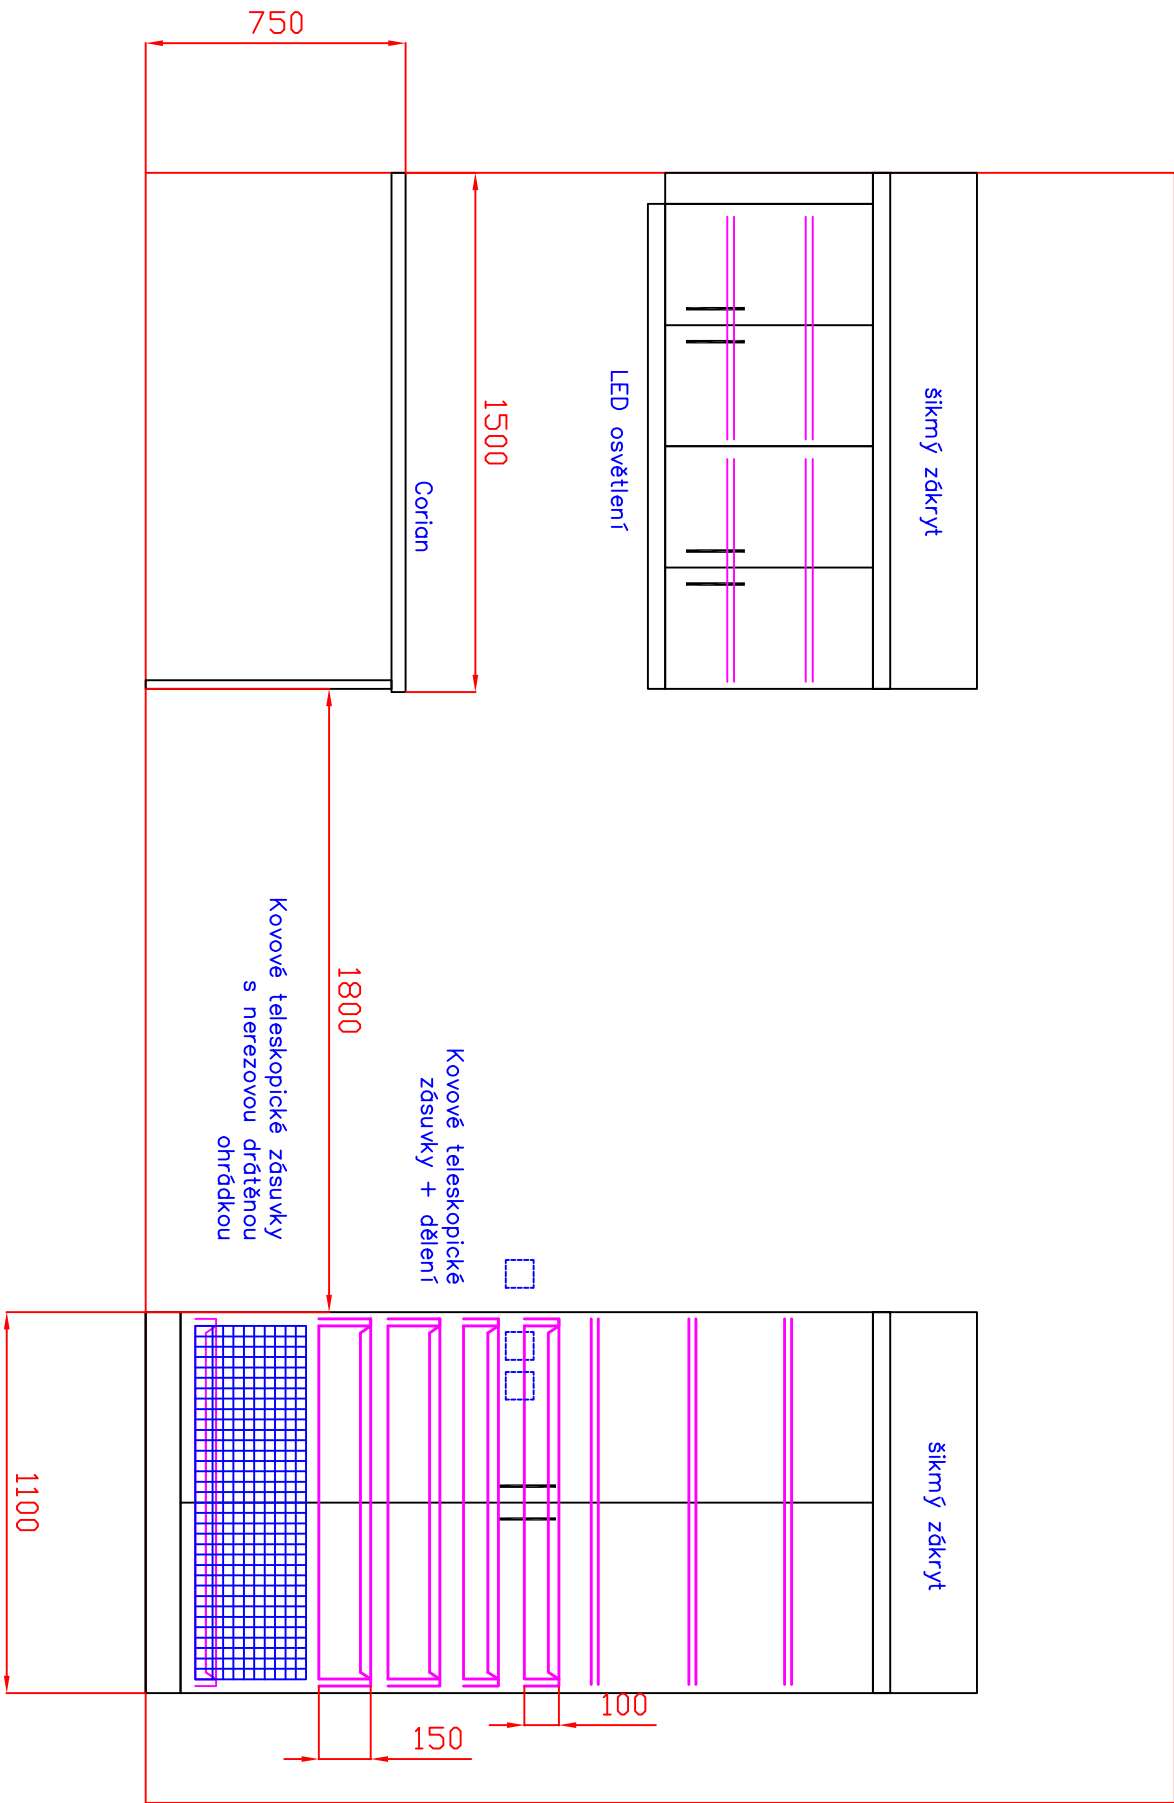 šikmý zákryt
šikmý zákryt
LED osvětlení
1500
Corian
750
Kovové teleskopické
zásuvky + dělení
1800
Kovové teleskopické zásuvky
s nerezovou drátěnou
ohrádkou
100
150
1100